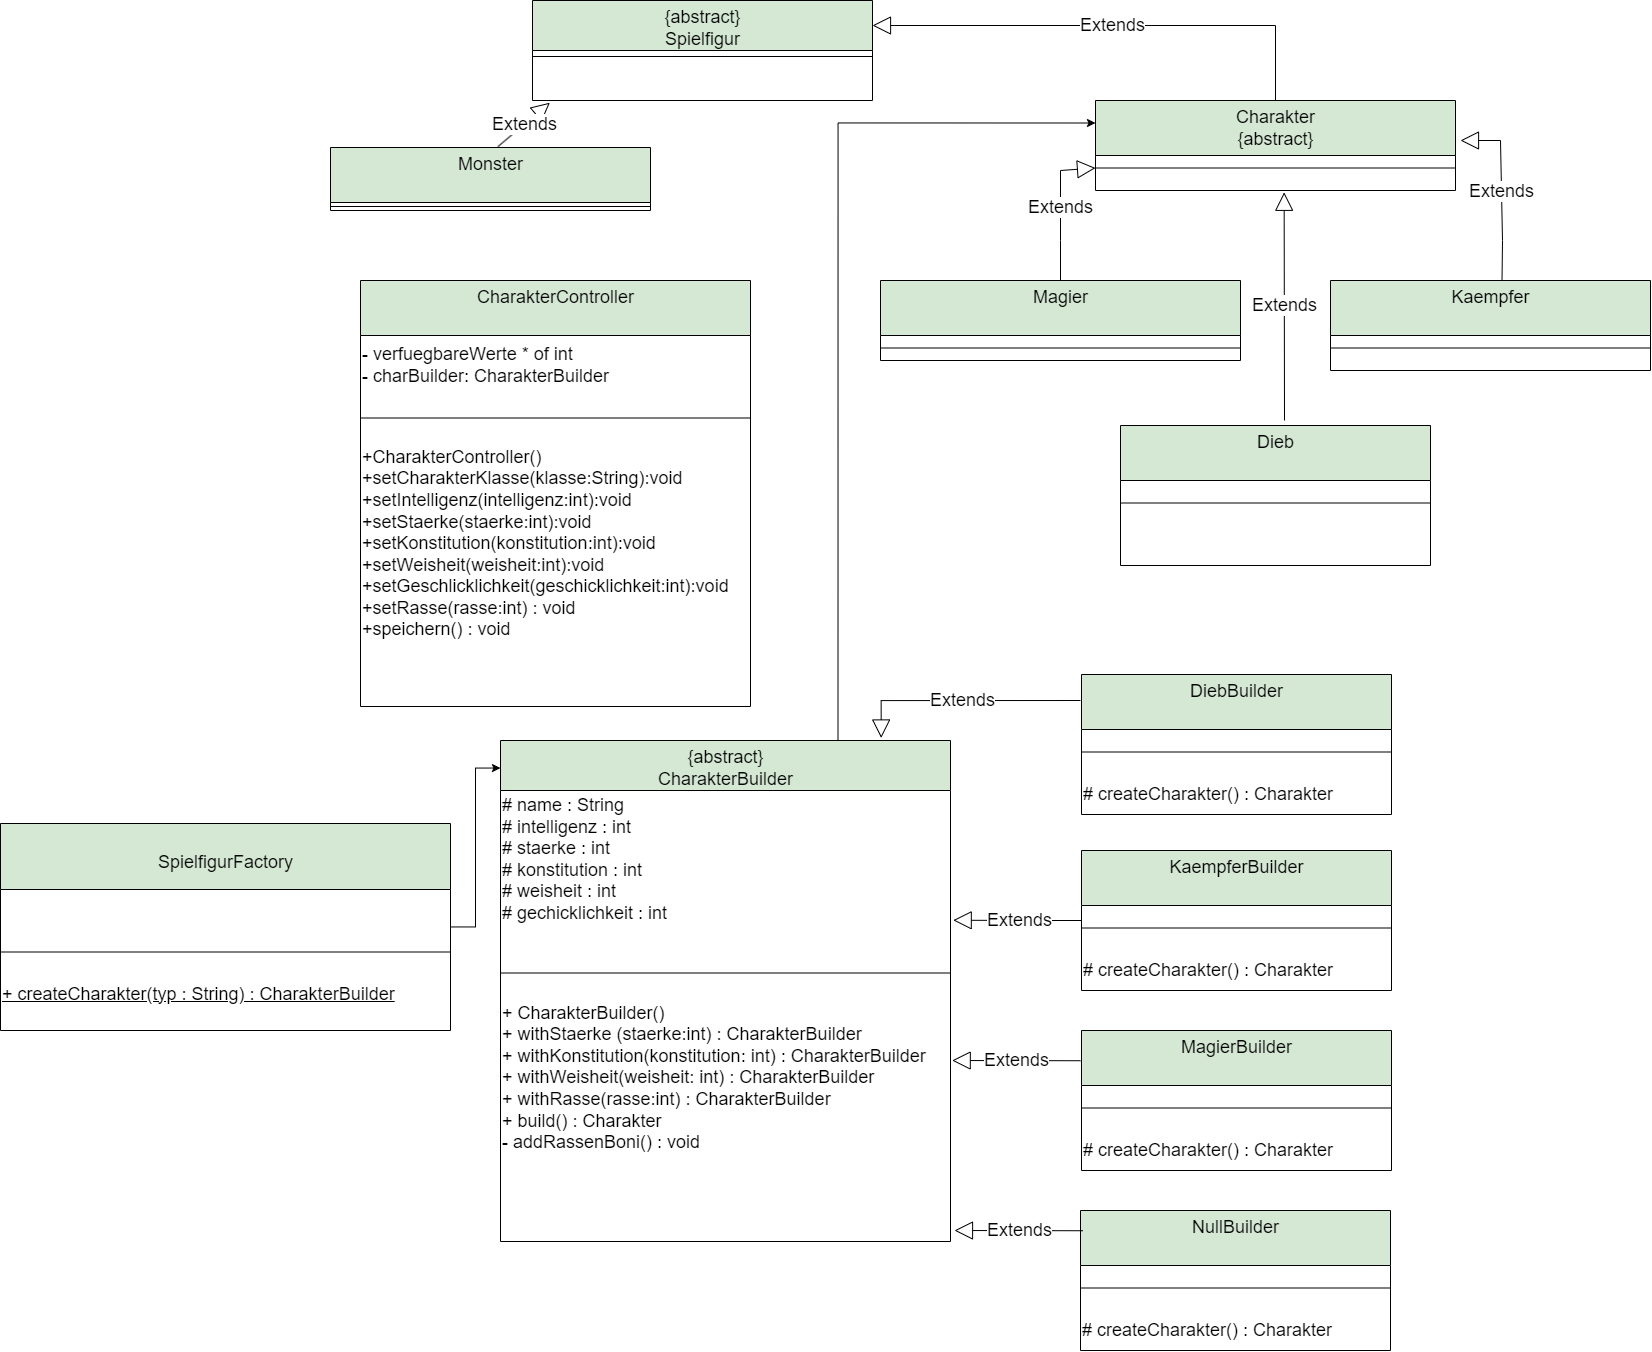 {abstract}
Spielfigur
Extends
Charakter
{abstract}
Extends
Monster
Extends
Extends
Magier
Extends
Kaempfer
Dieb
CharakterController
- verfuegbareWerte * of int
- charBuilder: CharakterBuilder
+CharakterController()
+setCharakterKlasse(klasse:String):void
+setIntelligenz(intelligenz:int):void
+setStaerke(staerke:int):void
+setKonstitution(konstitution:int):void
+setWeisheit(weisheit:int):void
+setGeschlicklichkeit(geschicklichkeit:int):void
+setRasse(rasse:int) : void
+speichern() : void
Extends
DiebBuilder
# createCharakter() : Charakter
{abstract}
CharakterBuilder
# name : String
# intelligenz : int
# staerke : int
# konstitution : int
# weisheit : int
# gechicklichkeit : int
+ CharakterBuilder()
+ withStaerke (staerke:int) : CharakterBuilder
+ withKonstitution(konstitution: int) : CharakterBuilder
+ withWeisheit(weisheit: int) : CharakterBuilder
+ withRasse(rasse:int) : CharakterBuilder
+ build() : Charakter
- addRassenBoni() : void
SpielfigurFactory
+ createCharakter(typ : String) : CharakterBuilder
Extends
KaempferBuilder
# createCharakter() : Charakter
Extends
MagierBuilder
# createCharakter() : Charakter
Extends
NullBuilder
# createCharakter() : Charakter